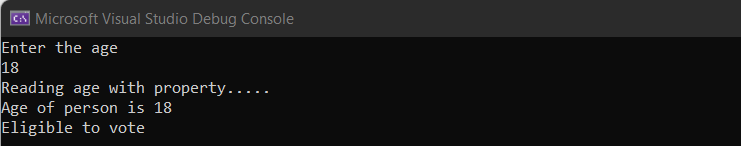 Microsoft Visual Studio Debug Console
Enter the age
18
Reading age with property.....
Age of person is 18
Eligible to vote